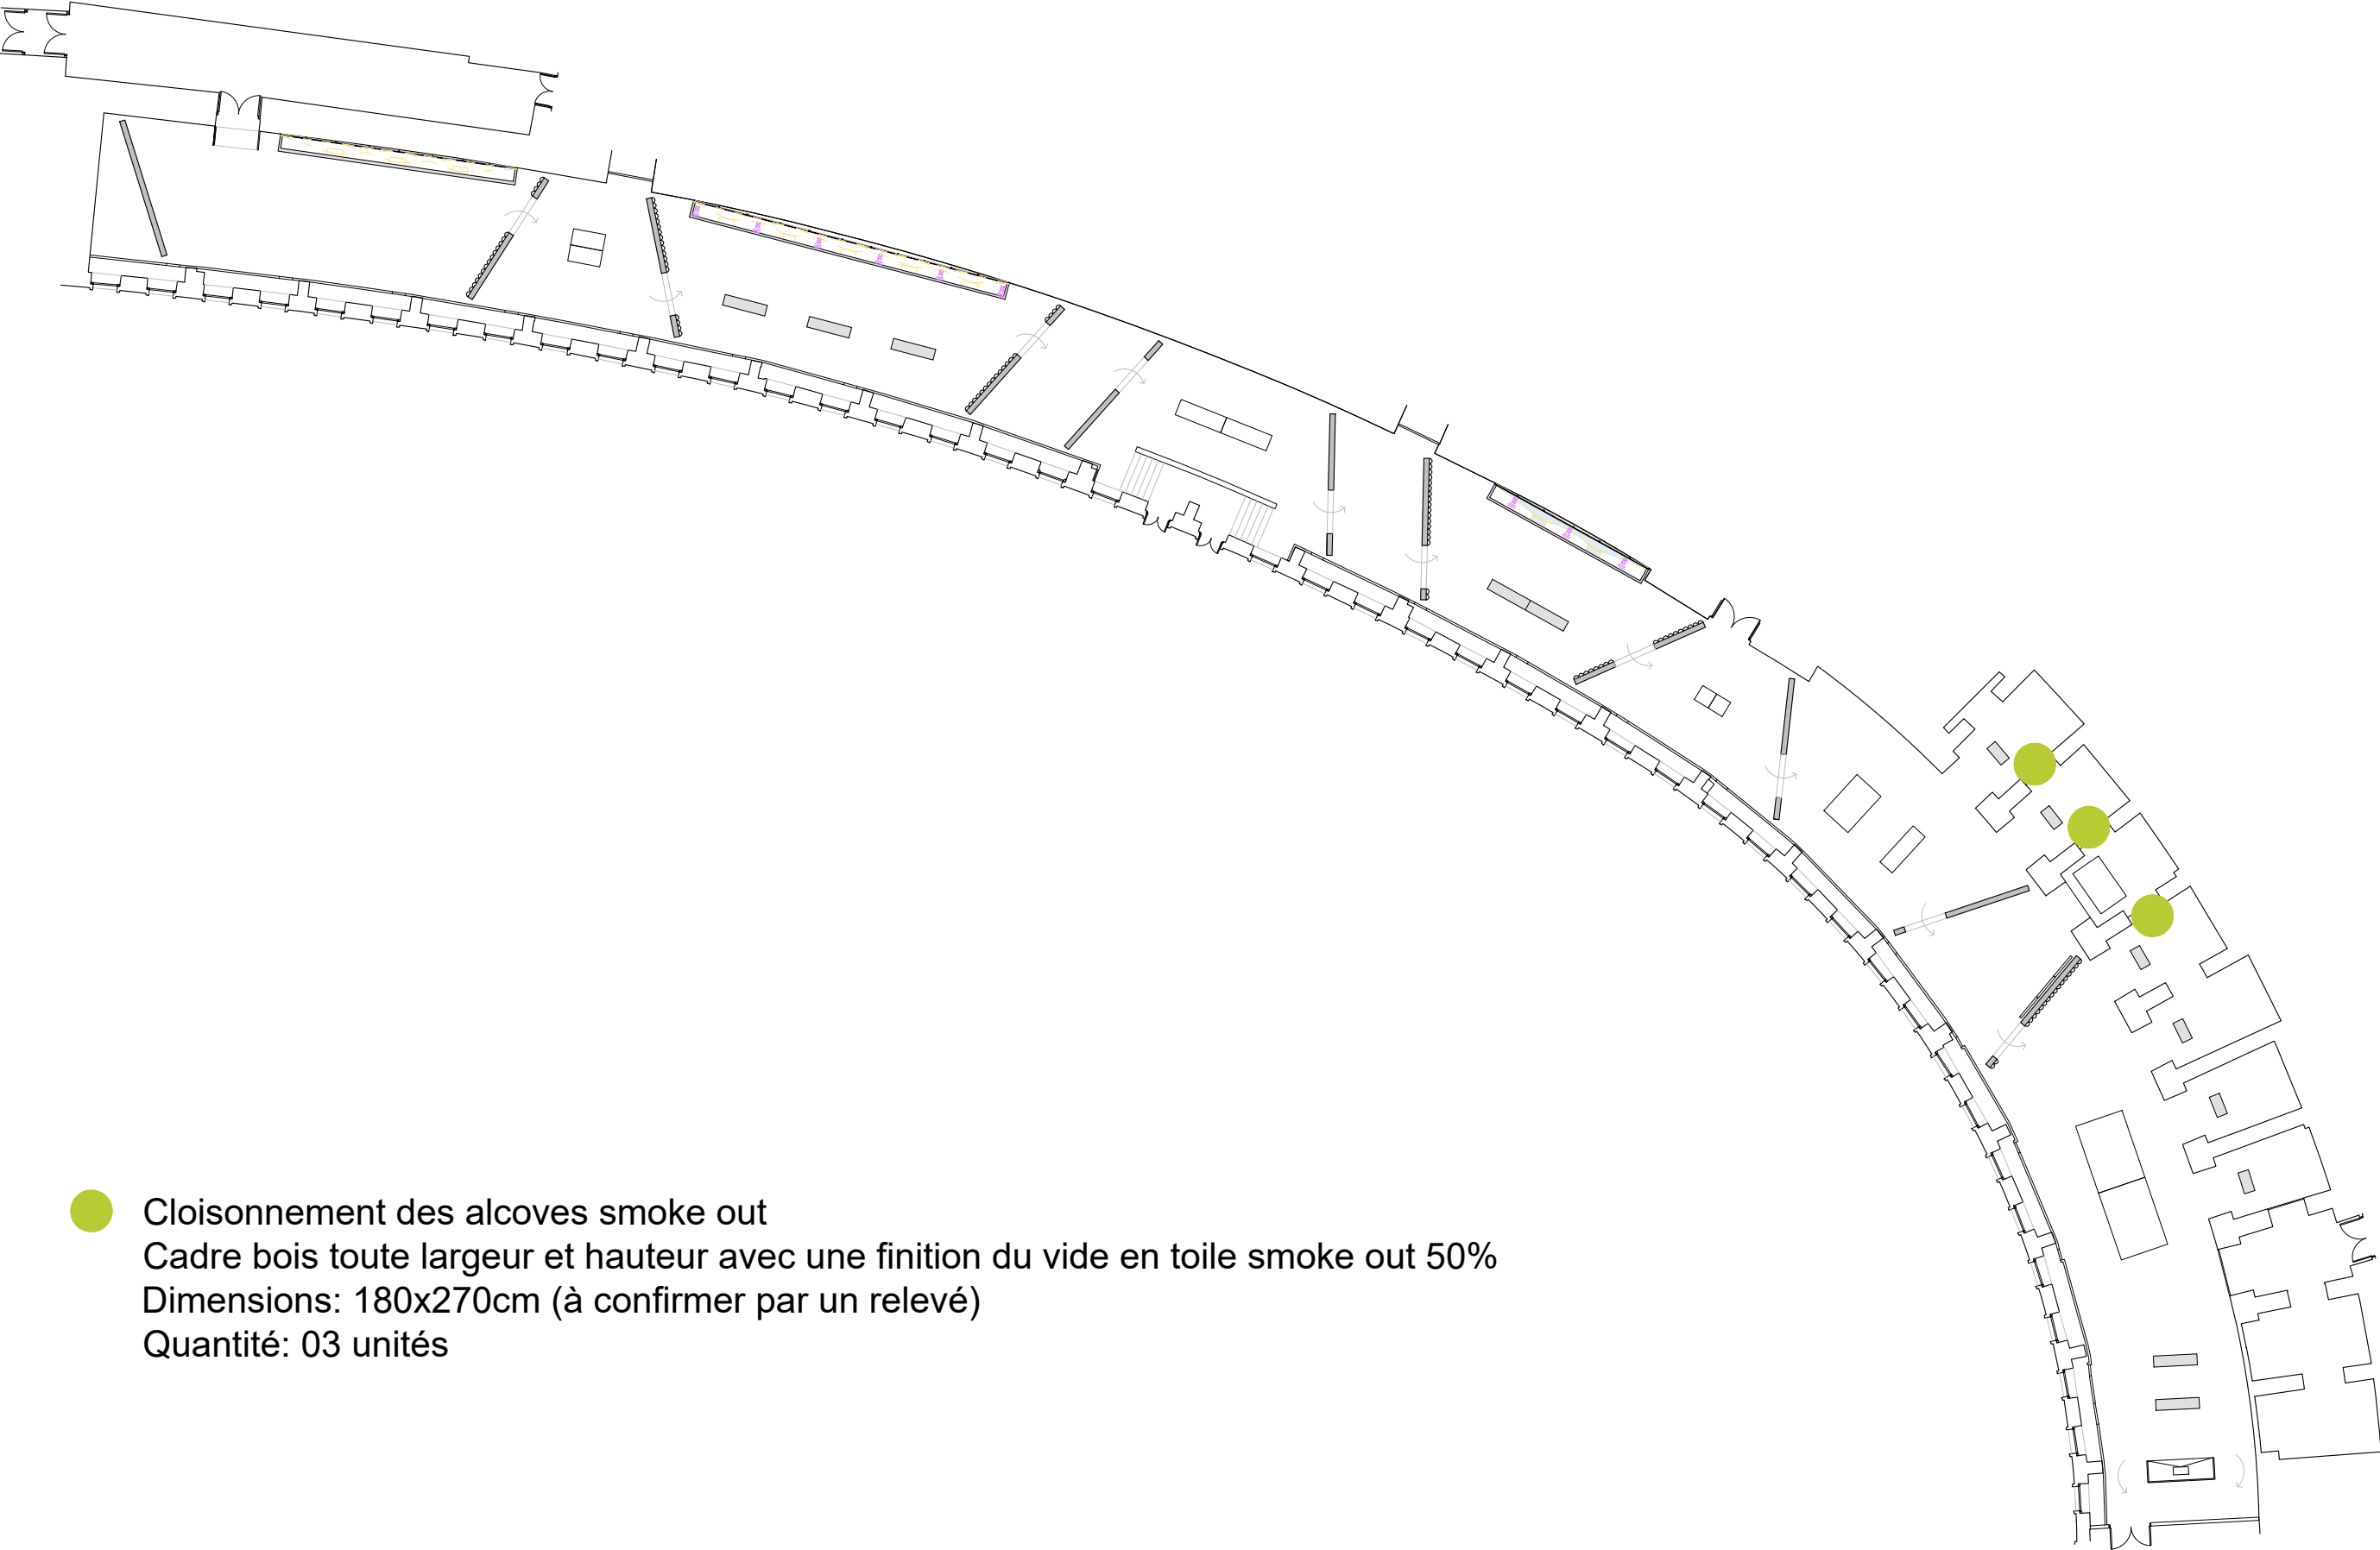 Cloisonnement des alcoves smoke out
Cadre bois toute largeur et hauteur avec une finition du vide en toile smoke out 50%
Dimensions: 180x270cm (à confirmer par un relevé)
Quantité: 03 unités